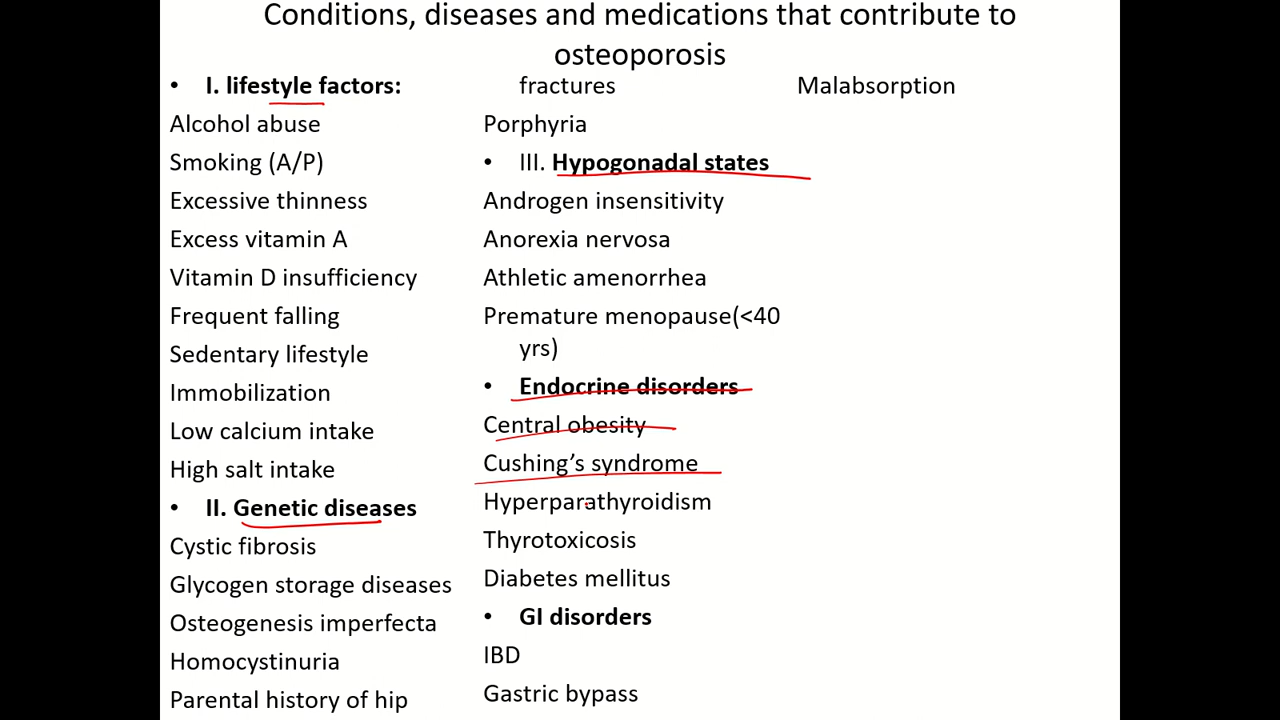 Conditions, diseases and medications that contribute to
osteoporosis
• I. lifestyle factors:
Alcohol abuse
Smoking (A/P)
Excessive thinness
Excess vitamin A
Vitamin D insufficiency
Frequent falling
Sedentary lifestyle
Immobilization
Low calcium intake
High salt intake
• II. Genetic diseases
Cystic fibrosis
Glycogen storage diseases
Osteogenesis imperfecta
Homocystinuria
Parental history of hip
fractures
Porphyria
• III. Hypogonadal states
Androgen insensitivity
Anorexia nervosa
Athletic amenorrhea
Premature menopause(<40
yrs)
• Endocrine disorders
Central obesity
Cushing’s syndrome
Hyperparathyroidism
Thyrotoxicosis
Diabetes mellitus
• GI disorders
IBD
Gastric bypass
Malabsorption